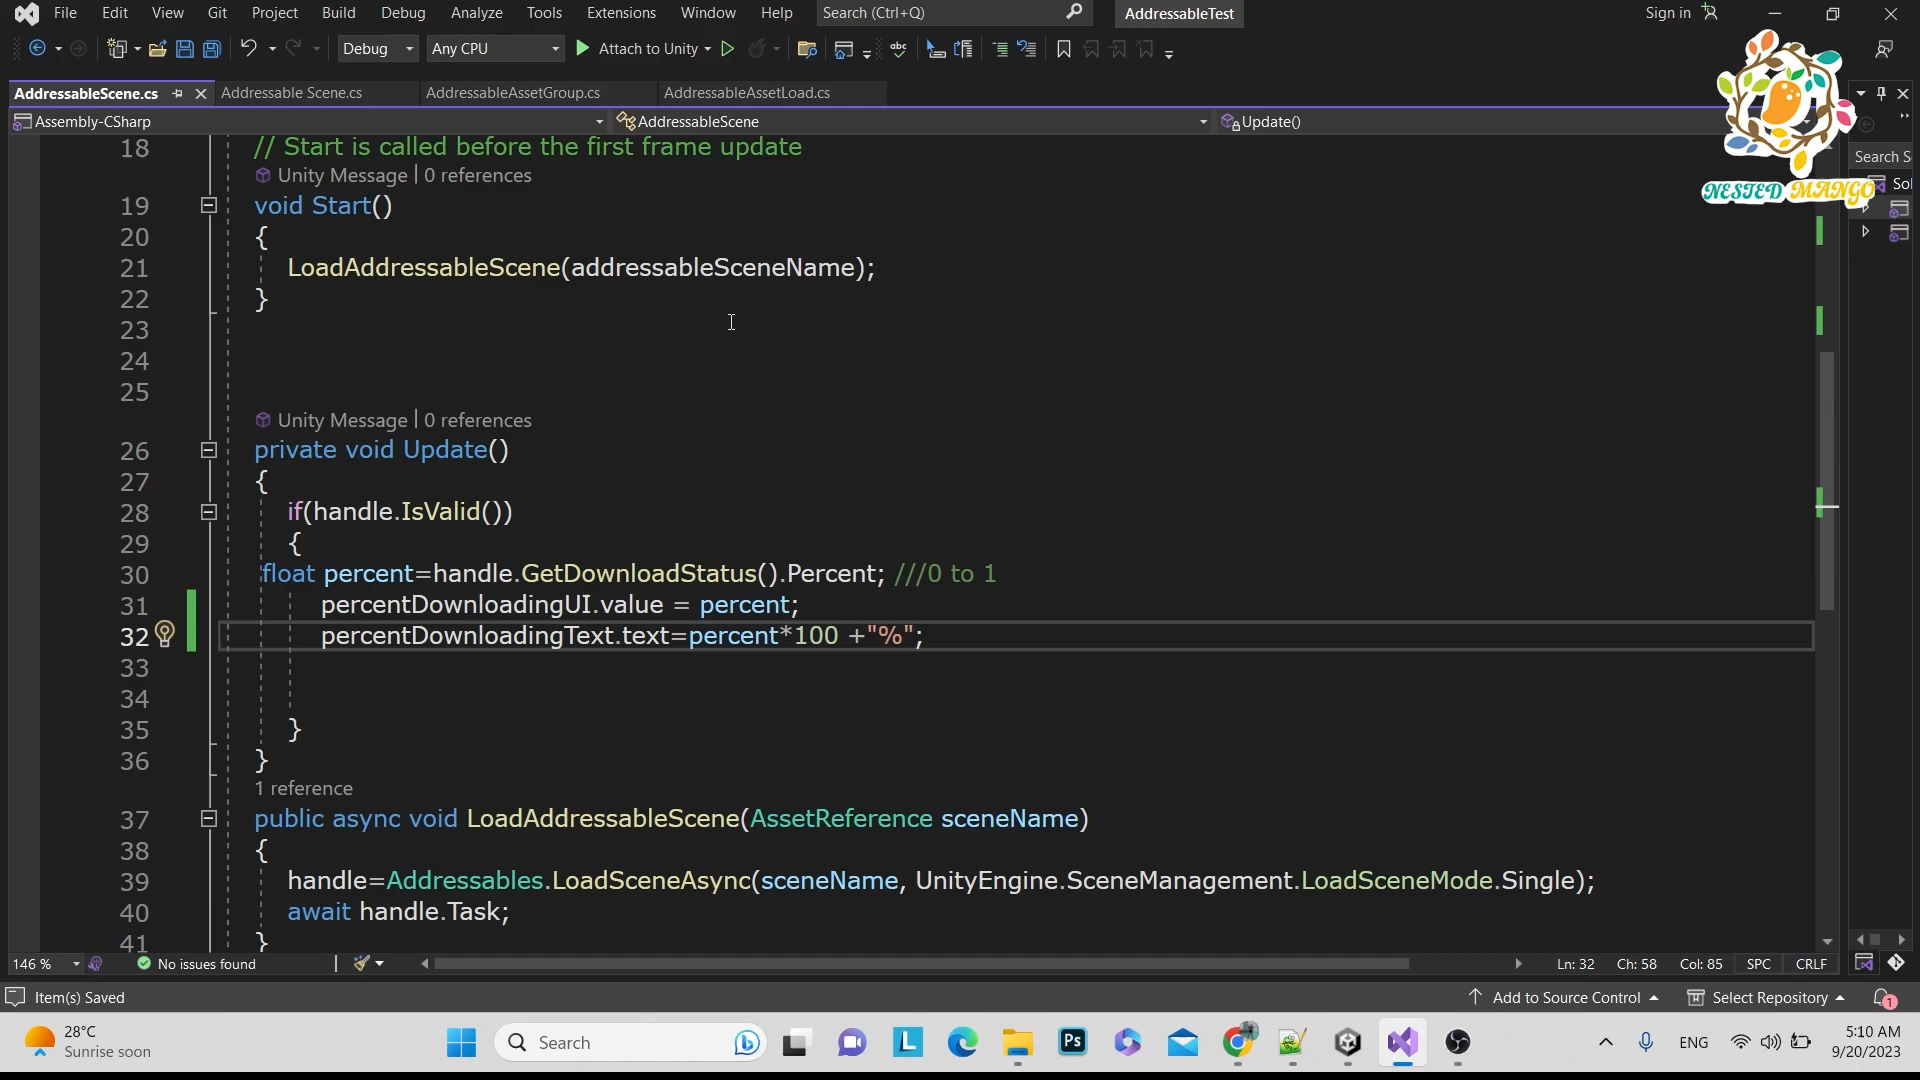 File Edit View Git Project Build Debug Analyze Tools Extensions Window Help Search (Ctrl+Q) AddressableTest Sign in
Debug Any CPU Attach to Unity
AddressableScene.cs Addressable Scene.cs AddressableAssetGroup.cs AddressableAssetLoad.cs
Assembly-CSharp AddressableScene Update()
Search S
Sol
NESTED MANGO
18 // Start is called before the first frame update
Unity Message | 0 references
19 void Start()
20 {
21 LoadAddressableScene(addressableSceneName);
22 }
23
24
25
Unity Message | 0 references
26 private void Update()
27 {
28 if(handle.IsValid())
29 {
30 float percent=handle.GetDownloadStatus().Percent; ///0 to 1
31 percentDownloadingUI.value = percent;
32 percentDownloadingText.text=percent*100 +"%";
33
34
35 }
36 }
1 reference
37 public async void LoadAddressableScene(AssetReference sceneName)
38 {
39 handle=Addressables.LoadSceneAsync(sceneName, UnityEngine.SceneManagement.LoadSceneMode.Single);
40 await handle.Task;
41 }
146 % No issues found Ln: 32 Ch: 58 Col: 85 SPC CRLF
Item(s) Saved Add to Source Control Select Repository 1
28°C
Sunrise soon
Search
L
Ps
ENG
5:10 AM
9/20/2023